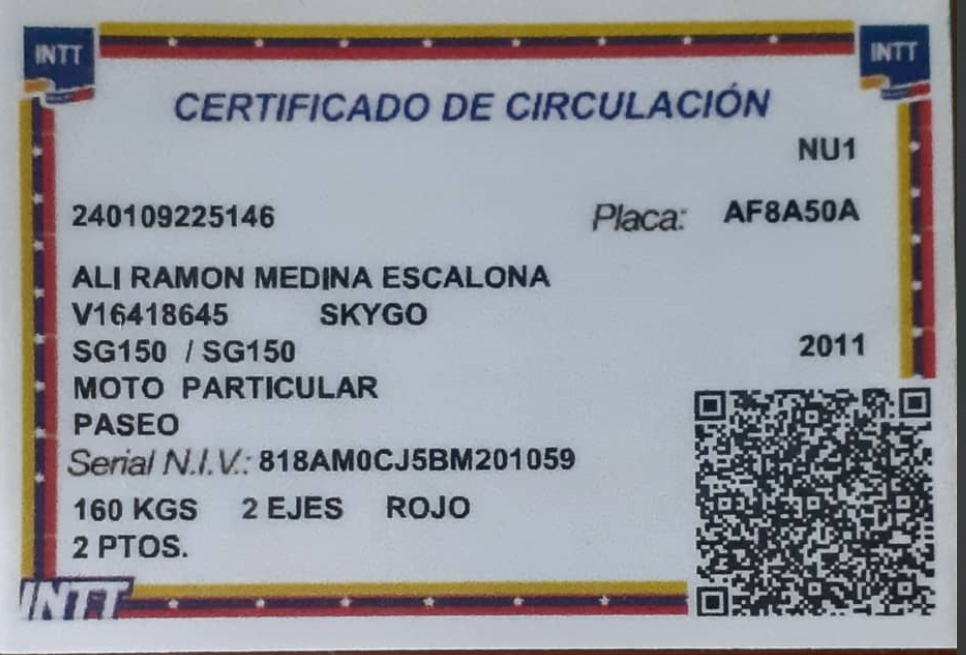 INTT INTT
CERTIFICADO DE CIRCULACIÓN
NU1
240109225146 Placa: AF8A50A
ALI RAMON MEDINA ESCALONA
V16418645 SKYGO
SG150 / SG150 2011
MOTO PARTICULAR
PASEO
Serial N.I.V.: 818AM0CJ5BM201059
160 KGS 2 EJES ROJO
2 PTOS.
INTT